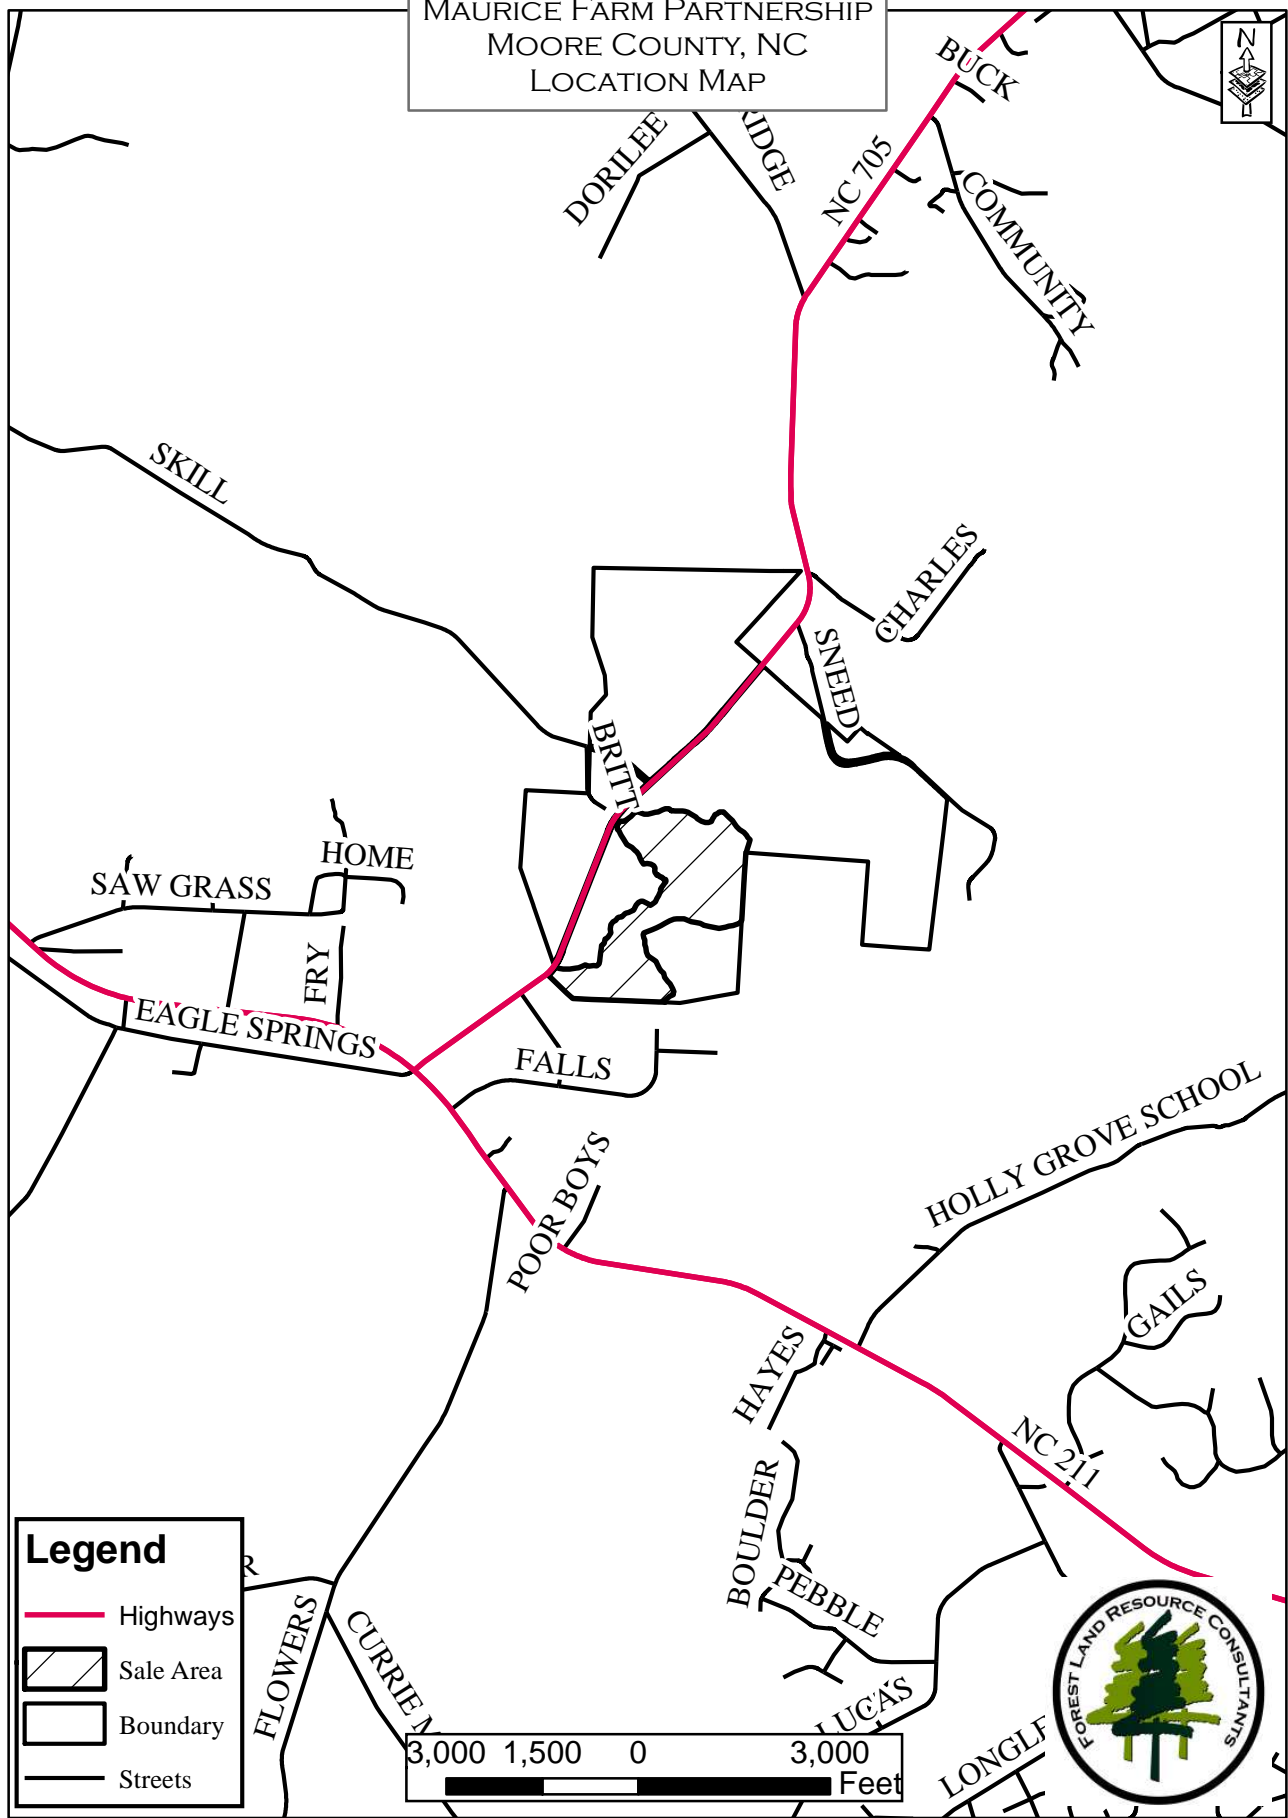 MAURICE FARM PARTNERSHIP
MOORE COUNTY, NC
LOCATION MAP
N
BUCK
DORILEE
RIDGE
NC 705
COMMUNITY
SKILL
CHARLES
SNEED
BRITT
HOME
SAW GRASS
FRY
EAGLE SPRINGS
FALLS
HOLLY GROVE SCHOOL
POOR BOYS
GAILS
HAYES
NC 211
BOULDER
PEBBLE
R
FLOWERS
CURRIE M
LUCAS
LONGLE
Legend
Highways
Sale Area
Boundary
Streets
3,000 1,500 0 3,000
Feet
FOREST LAND RESOURCE CONSULTANTS